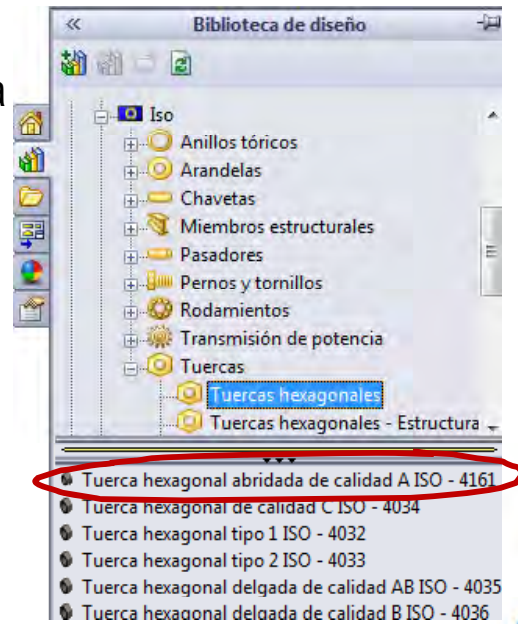 Biblioteca de diseño
a
Iso
Anillos tóricos
Arandelas
Chavetas
Miembros estructurales
Pasadores
Pernos y tornillos
Rodamientos
Transmisión de potencia
Tuercas
Tuercas hexagonales
Tuercas hexagonales - Estructura
Tuerca hexagonal abridada de calidad A ISO - 4161
Tuerca hexagonal de calidad C ISO - 4034
Tuerca hexagonal tipo 1 ISO - 4032
Tuerca hexagonal tipo 2 ISO - 4033
Tuerca hexagonal delgada de calidad AB ISO - 4035
Tuerca hexagonal delgada de calidad B ISO - 4036